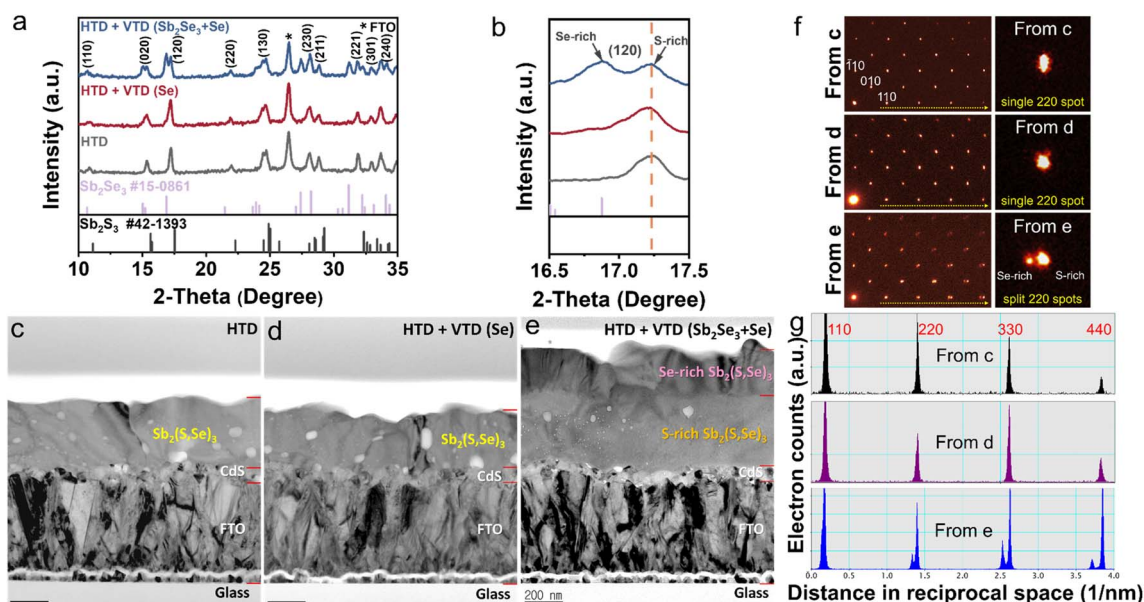 a
HTD + VTD (Sb₂Se₃+Se)
* FTO
(110)
(020)
(120)
(220)
(130)
*
(230)
(211)
(221)
(301)
(240)
HTD + VTD (Se)
HTD
Sb₂Se₃ #15-0861
Sb₂S₃ #42-1393
Intensity (a.u.)
10 15 20 25 30 35
2-Theta (Degree)
b
Se-rich
(120)
S-rich
Intensity (a.u.)
16.5 17.0 17.5
2-Theta (Degree)
c
HTD
Sb₂(S,Se)₃
CdS
FTO
Glass
d
HTD + VTD (Se)
Sb₂(S,Se)₃
CdS
FTO
Glass
e
HTD + VTD (Sb₂Se₃+Se)
Se-rich Sb₂(S,Se)₃
S-rich Sb₂(S,Se)₃
CdS
FTO
Glass
200 nm
f
From c
1̄10
010
110
From c
single 220 spot
From d
From d
single 220 spot
From e
From e
Se-rich
S-rich
split 220 spots
g
110
220
330
440
From c
From d
From e
Electron counts (a.u.)
0.0 0.5 1.0 1.5 2.0 2.5 3.0 3.5 4.0
Distance in reciprocal space (1/nm)